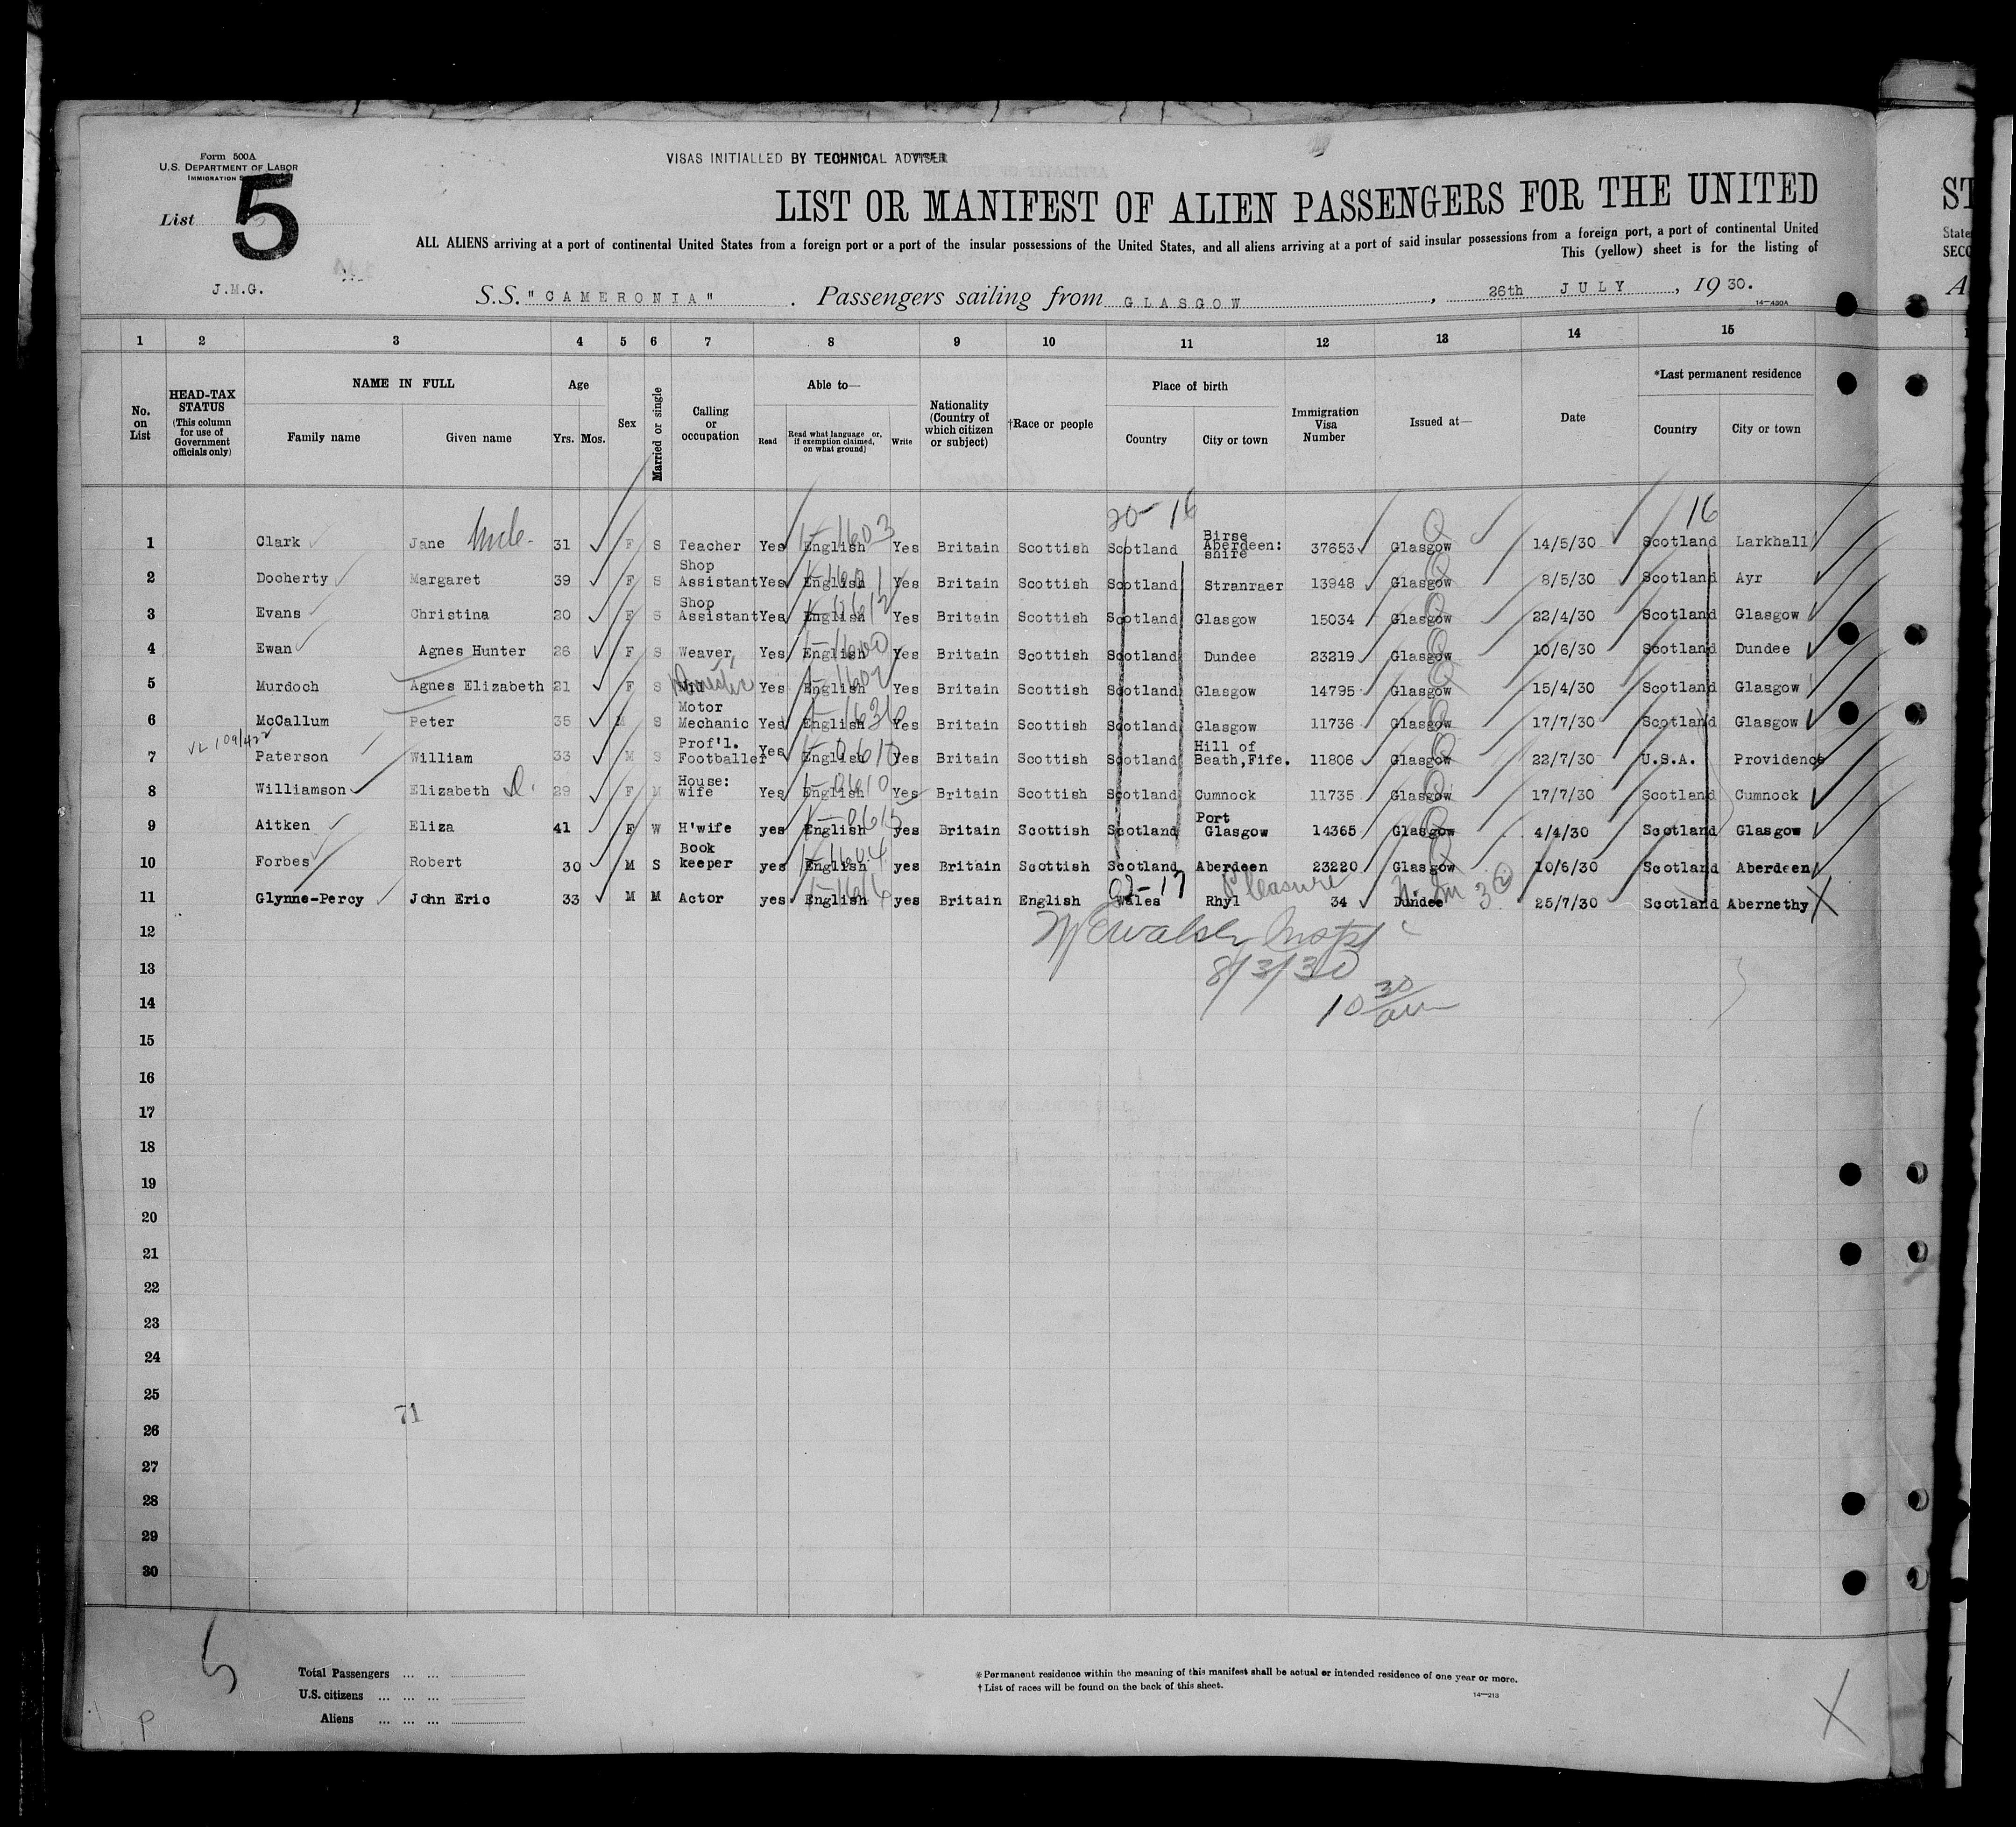 Form 500A
U.S. DEPARTMENT OF LABOR
IMMIGRATION
List 5
VISAS INITIALLED BY TECHNICAL ADVISER
LIST OR MANIFEST OF ALIEN PASSENGERS FOR THE UNITED
ALL ALIENS arriving at a port of continental United States from a foreign port or a port of the insular possessions of the United States, and all aliens arriving at a port of said insular possessions from a foreign port, a port of continental United
This (yellow) sheet is for the listing of
J.M.G.
S.S. "CAMERONIA" . Passengers sailing from GLASGOW, 26th JULY, 1930.
14-430A
1 2 3 4 5 6 7 8 9 10 11 12 13 14 15
No. on List
HEAD-TAX STATUS (This column for use of Government officials only)
NAME IN FULL
Family name Given name
Age
Yrs. Mos.
Sex
Married or single
Calling or occupation
Able to—
Read
Read what language or, if exemption claimed, on what ground
Write
Nationality (Country of which citizen or subject)
†Race or people
Place of birth
Country City or town
Immigration Visa Number
Issued at—
Date
*Last permanent residence
Country City or town
20-16 16
1 Clark Jane 31 F S Teacher Yes English Yes Britain Scottish Scotland Birse Aberdeen: shire 37653 Glasgow 14/5/30 Scotland Larkhall
2 Docherty Margaret 39 F S Shop Assistant Yes English Yes Britain Scottish Scotland Stranraer 13948 Glasgow 8/5/30 Scotland Ayr
3 Evans Christina 20 F S Shop Assistant Yes English Yes Britain Scottish Scotland Glasgow 15034 Glasgow 22/4/30 Scotland Glasgow
4 Ewan Agnes Hunter 26 F S Weaver Yes English Yes Britain Scottish Scotland Dundee 23219 Glasgow 10/6/30 Scotland Dundee
5 Murdoch Agnes Elizabeth 21 F S Domestic Yes English Yes Britain Scottish Scotland Glasgow 14795 Glasgow 15/4/30 Scotland Glasgow
6 McCallum Peter 35 M S Motor Mechanic Yes English Yes Britain Scottish Scotland Glasgow 11736 Glasgow 17/7/30 Scotland Glasgow
7 Paterson William 33 M S Prof'l. Footballer Yes English Yes Britain Scottish Scotland Hill of Beath,Fife. 11806 Glasgow 22/7/30 U.S.A. Providence
8 Williamson Elizabeth D. 29 F M House: wife Yes English Yes Britain Scottish Scotland Cumnock 11735 Glasgow 17/7/30 Scotland Cumnock
9 Aitken Eliza 41 F W H'wife yes English yes Britain Scottish Scotland Port Glasgow 14365 Glasgow 4/4/30 Scotland Glasgow
10 Forbes Robert 30 M S Book keeper yes English yes Britain Scottish Scotland Aberdeen 23220 Glasgow 10/6/30 Scotland Aberdeen
11 Glynne-Percy John Eric 33 M M Actor yes English yes Britain English Wales Rhyl Pleasure 34 Dundee 25/7/30 Scotland Abernethy
12
13 8/3/30
14 10 30 am
15
16
17
18
19
20
21
22
23
24
25
71
26
27
28
29
30
5
P
Total Passengers ... ...
U.S. citizens ... ... ...
Aliens ... ... ...
*Permanent residence within the meaning of this manifest shall be actual or intended residence of one year or more.
†List of races will be found on the back of this sheet.
14-213
X